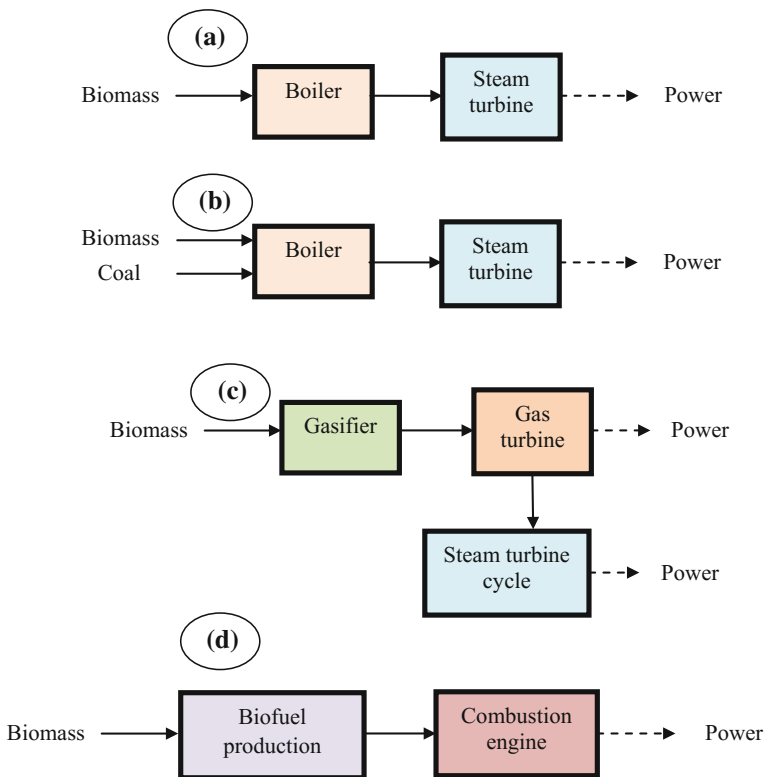 (a)
Biomass
Boiler
Steam
turbine
Power
(b)
Biomass
Coal
Boiler
Steam
turbine
Power
(c)
Biomass
Gasifier
Gas
turbine
Power
Steam turbine
cycle
Power
(d)
Biomass
Biofuel
production
Combustion
engine
Power